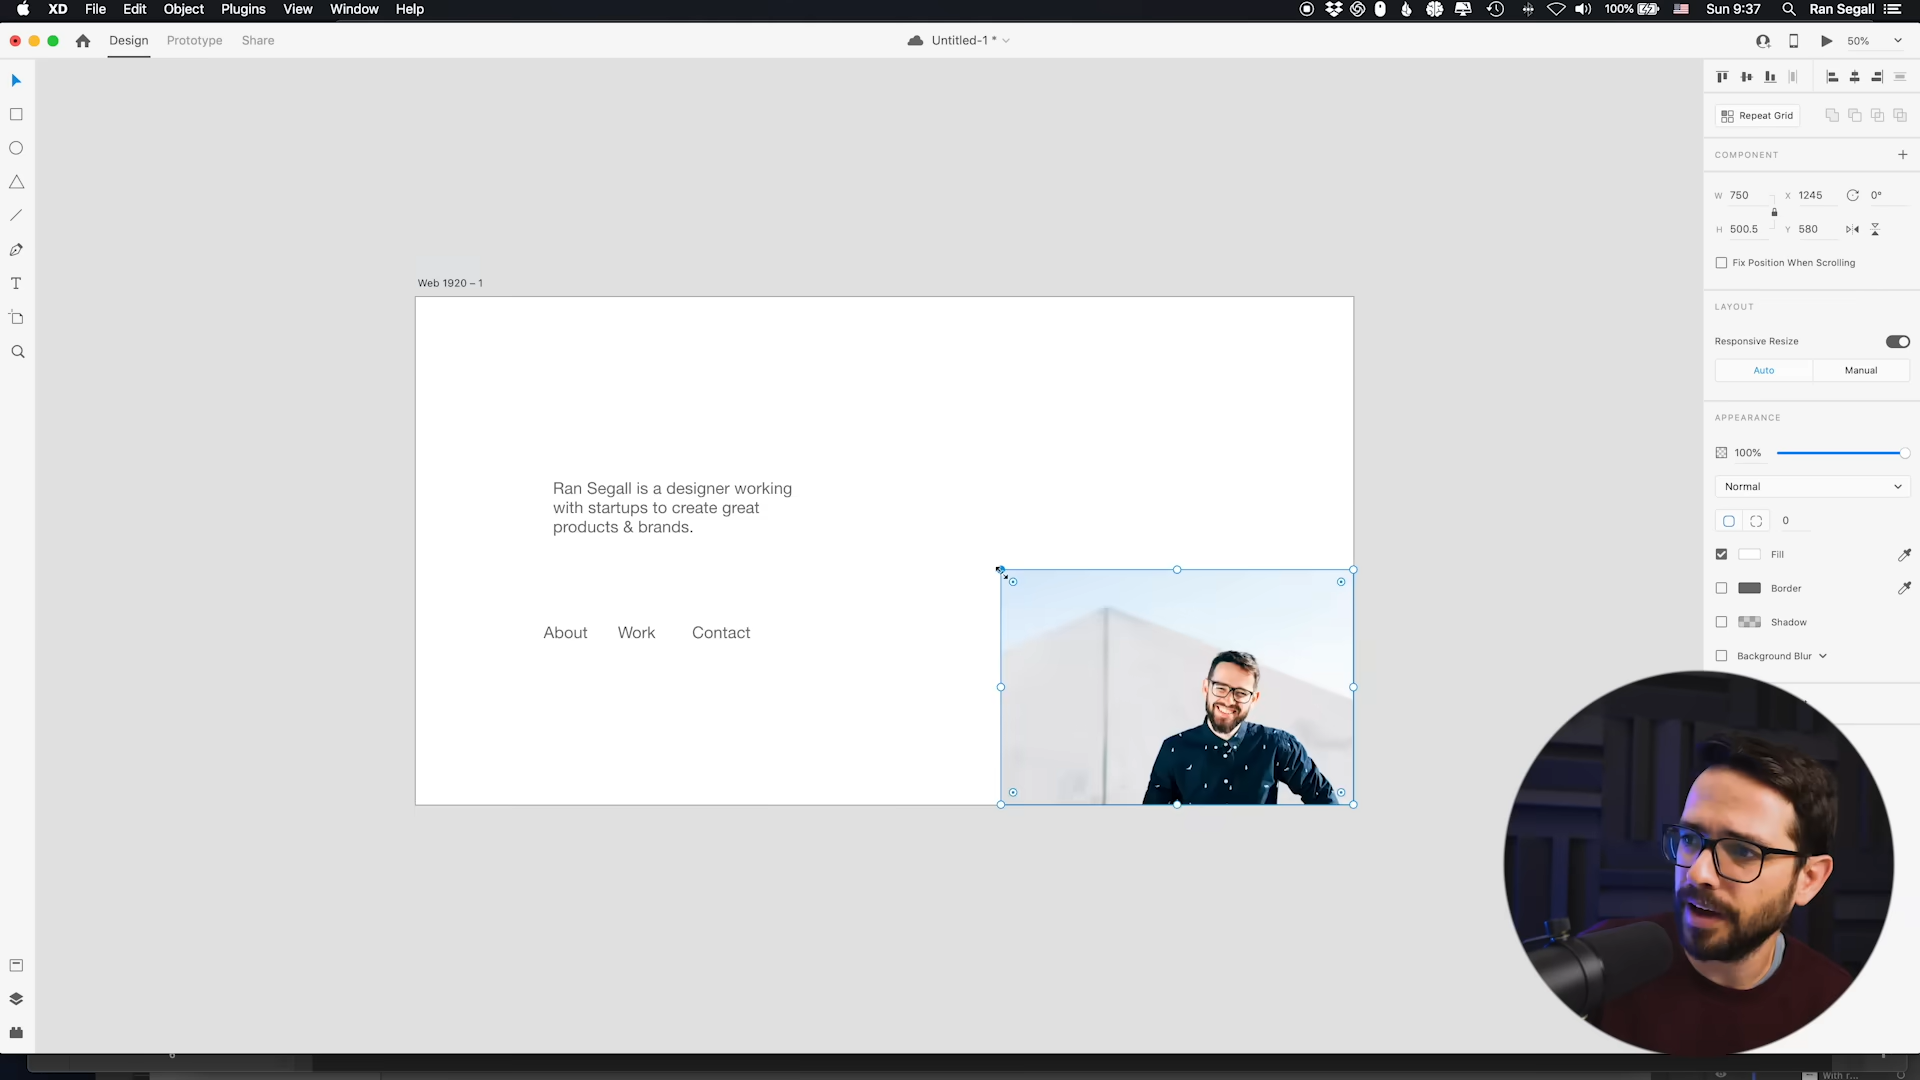 XD File Edit Object Plugins View Window Help
100% Sun 9:37 Ran Segall
Design Prototype Share
Untitled-1 *
50%
Repeat Grid
COMPONENT
W 750 X 1245 0°
H 500.5 Y 580
Fix Position When Scrolling
LAYOUT
Responsive Resize
Auto Manual
APPEARANCE
100%
Normal
0
Fill
Border
Shadow
Background Blur
Web 1920 – 1
Ran Segall is a designer working
with startups to create great
products & brands.
About Work Contact